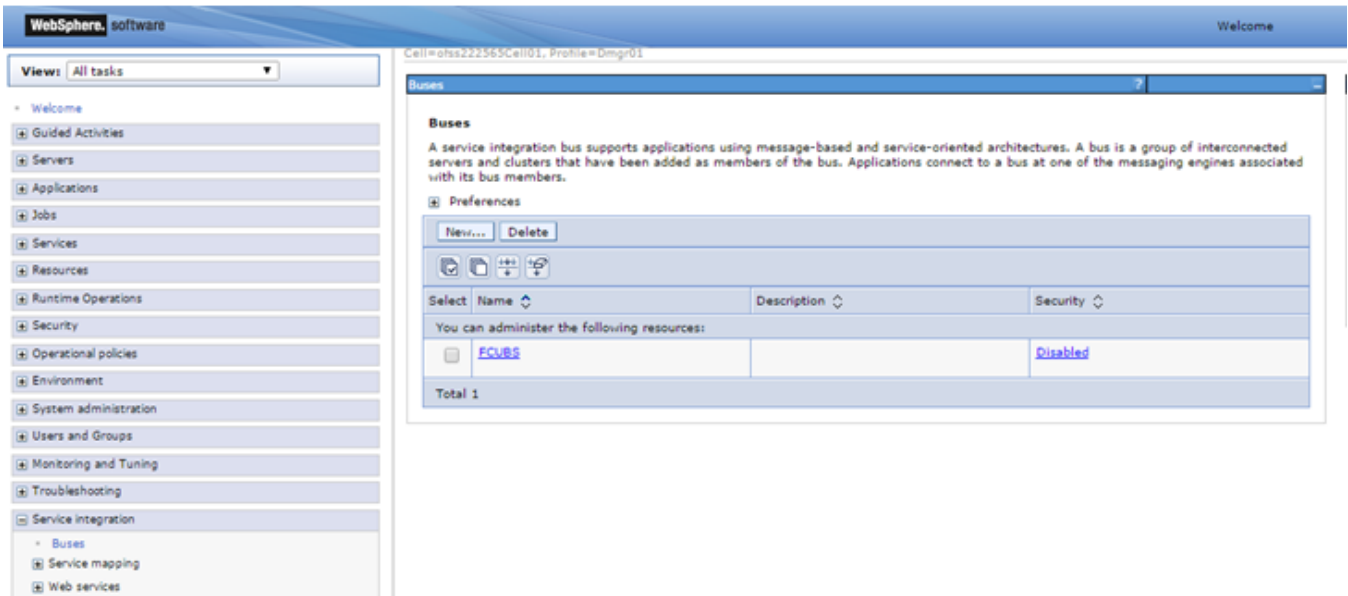 WebSphere. software
Welcome
View: All tasks
Cell=ofss222565Cell01, Profile=Dmgr01
Welcome
Guided Activities
Servers
Applications
Jobs
Services
Resources
Runtime Operations
Security
Operational policies
Environment
System administration
Users and Groups
Monitoring and Tuning
Troubleshooting
Service integration
Buses
Service mapping
Web services
Buses
?
Buses
A service integration bus supports applications using message-based and service-oriented architectures. A bus is a group of interconnected
servers and clusters that have been added as members of the bus. Applications connect to a bus at one of the messaging engines associated
with its bus members.
Preferences
New... Delete
Select Name Description Security
You can administer the following resources:
FCUBS Disabled
Total 1